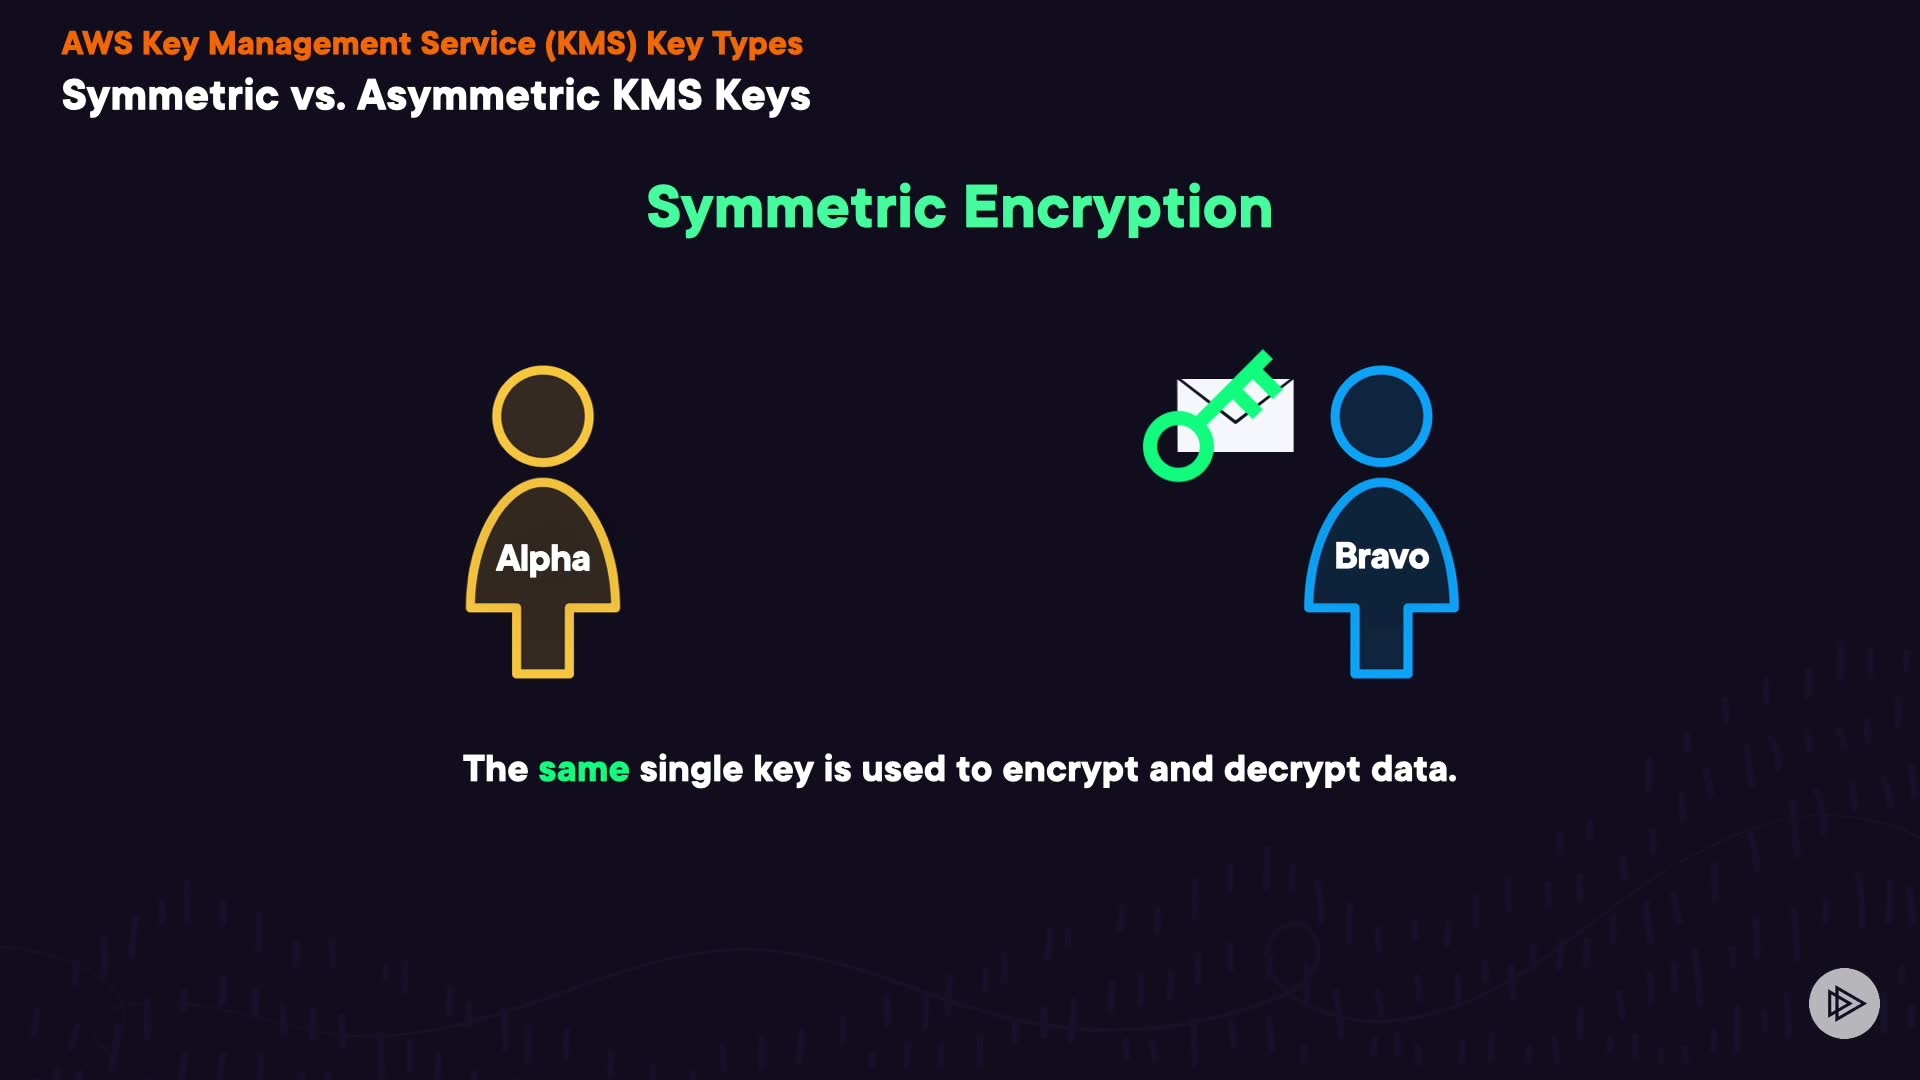 AWS Key Management Service (KMS) Key Types
Symmetric vs. Asymmetric KMS Keys
Symmetric Encryption
Alpha
Bravo
The same single key is used to encrypt and decrypt data.